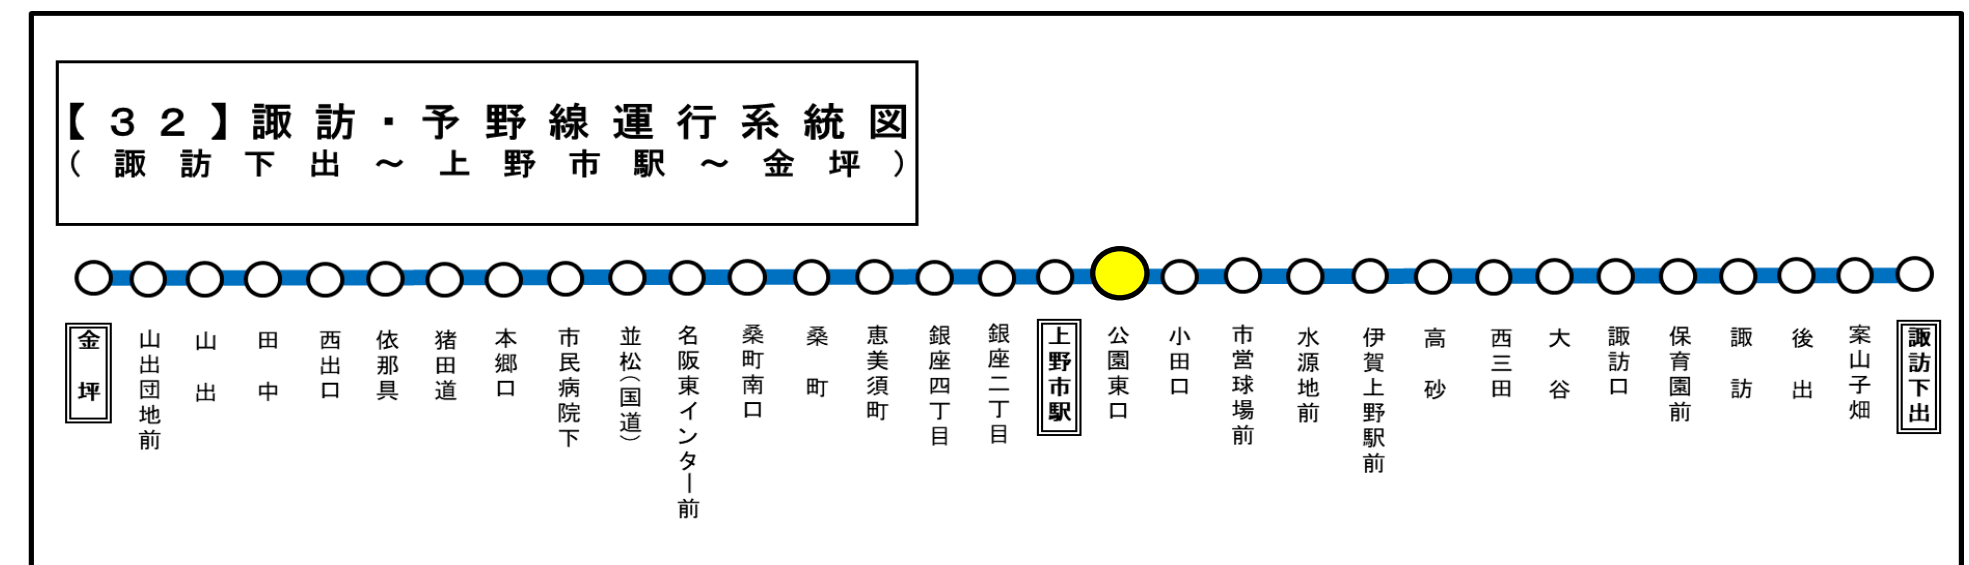 【３２】諏訪・予野線運行系統図
（諏訪下出～上野市駅～金坪）
金坪
山出団地前
山出
田中
西出口
依那具
猪田道
本郷口
市民病院下
並松（国道）
名阪東インター前
桑町南口
桑町
恵美須町
銀座四丁目
銀座二丁目
上野市駅
公園東口
小田口
市営球場前
水源地前
伊賀上野駅前
高砂
西三田
大谷
諏訪口
保育園前
諏訪
後出
案山子畑
諏訪下出